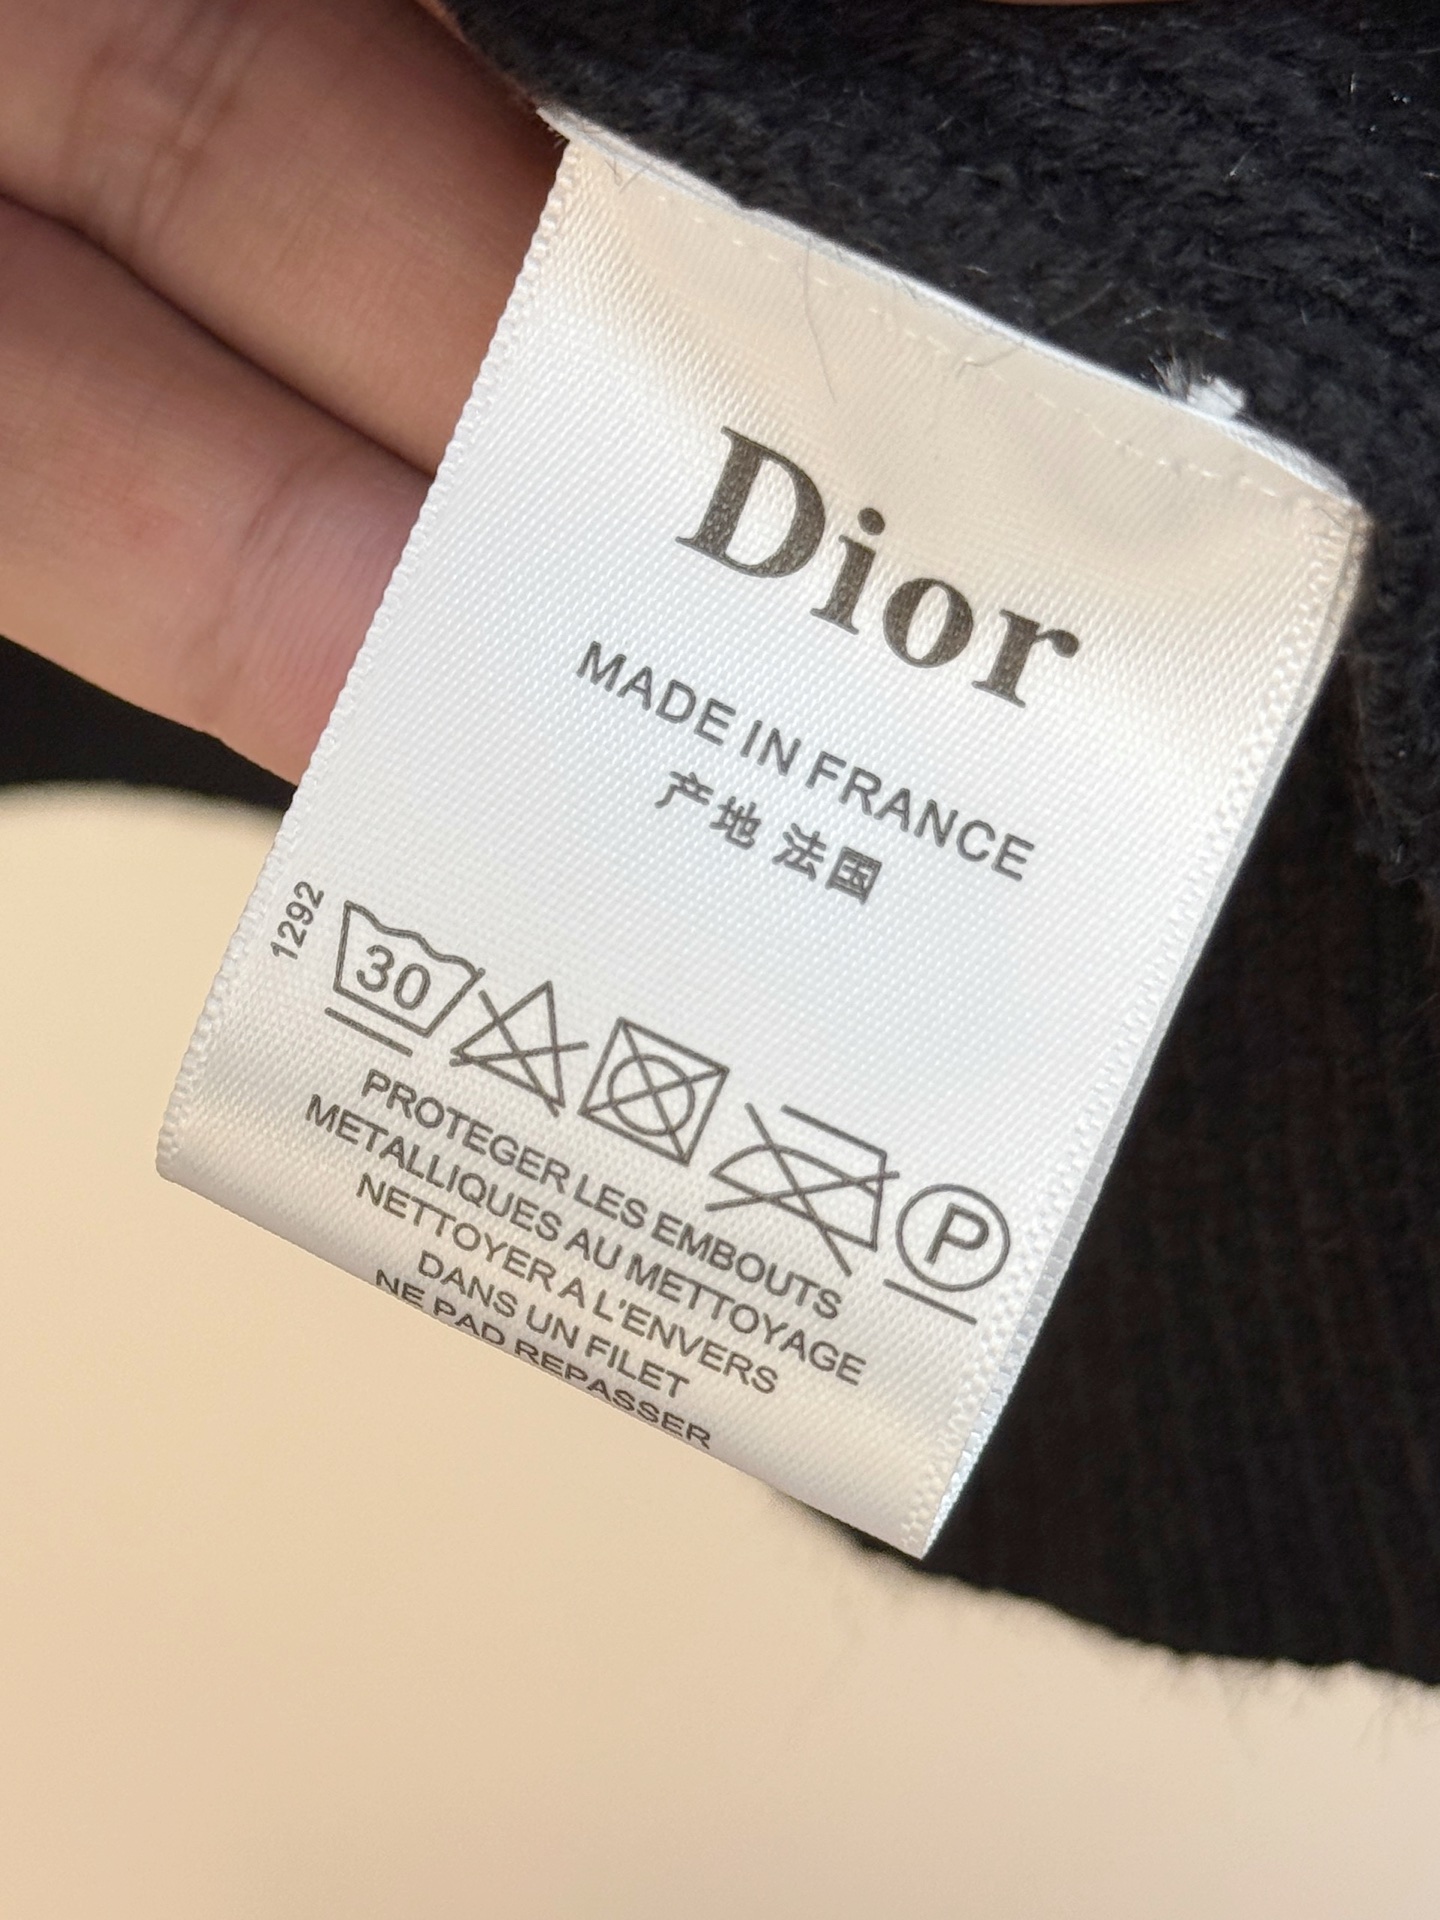 Dior
MADE IN FRANCE
产地 法国
1292
30
P
PROTEGER LES EMBOUTS
METALLIQUES AU METTOYAGE
NETTOYER A L'ENVERS
DANS UN FILET
NE PAD REPASSER